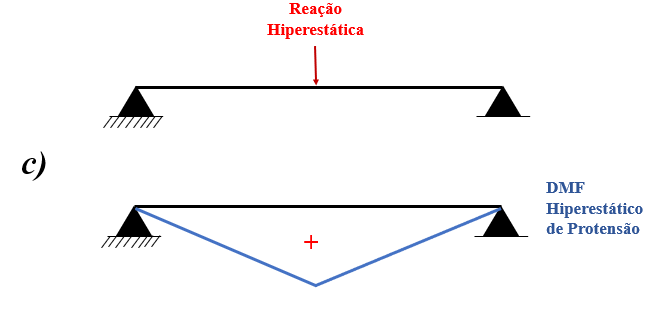 Reação
Hiperestática
c)
DMF
Hiperestático
de Protensão
+